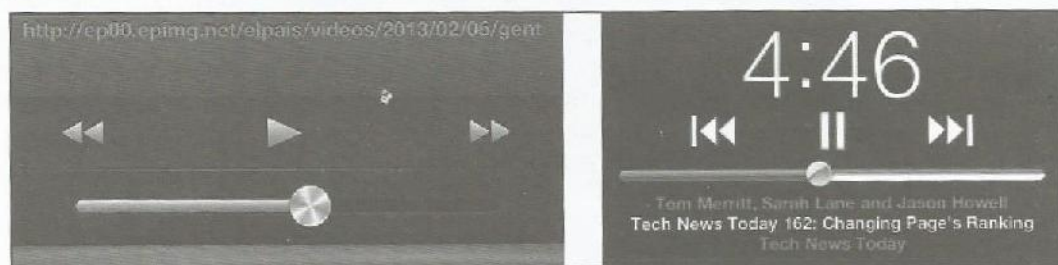 http://ep00.epimg.net/elpais/videos/2013/02/06/gent
4:46
- Tom Merritt, Sarah Lane and Jason Howell
Tech News Today 162: Changing Page's Ranking
Tech News Today